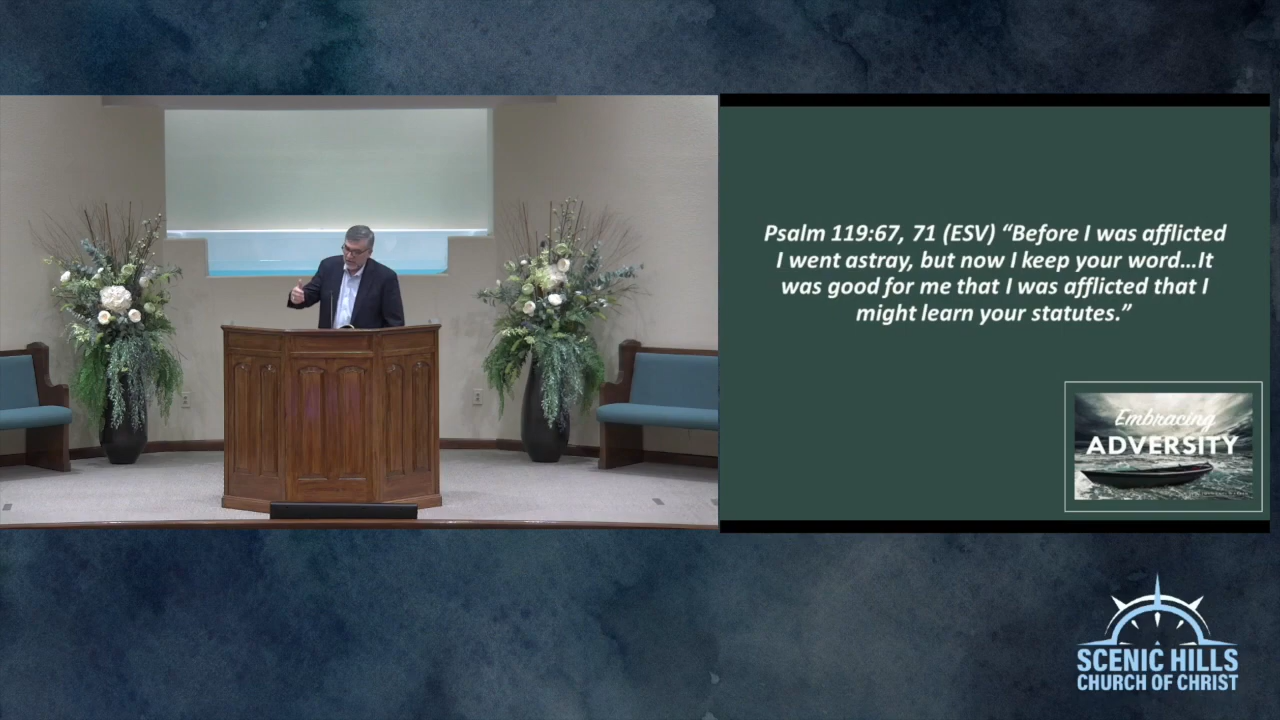 Psalm 119:67, 71 (ESV) “Before I was afflicted
I went astray, but now I keep your word...It
was good for me that I was afflicted that I
might learn your statutes.”
Embracing
ADVERSITY
SCENIC HILLS
CHURCH OF CHRIST